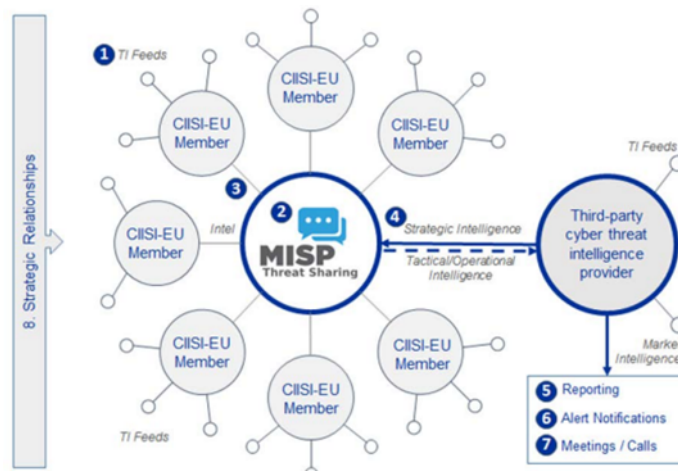 8. Strategic Relationships
1 TI Feeds
CIISI-EU
Member
CIISI-EU
Member
CIISI-EU
Member
TI Feeds
3
2
4
CIISI-EU
Member
Intel
MISP
Threat Sharing
Strategic Intelligence
Tactical/Operational
Intelligence
Third-party
cyber threat
intelligence
provider
CIISI-EU
Member
CIISI-EU
Member
CIISI-EU
Member
TI Feeds
Marke
Intelligence
5 Reporting
6 Alert Notifications
7 Meetings / Calls